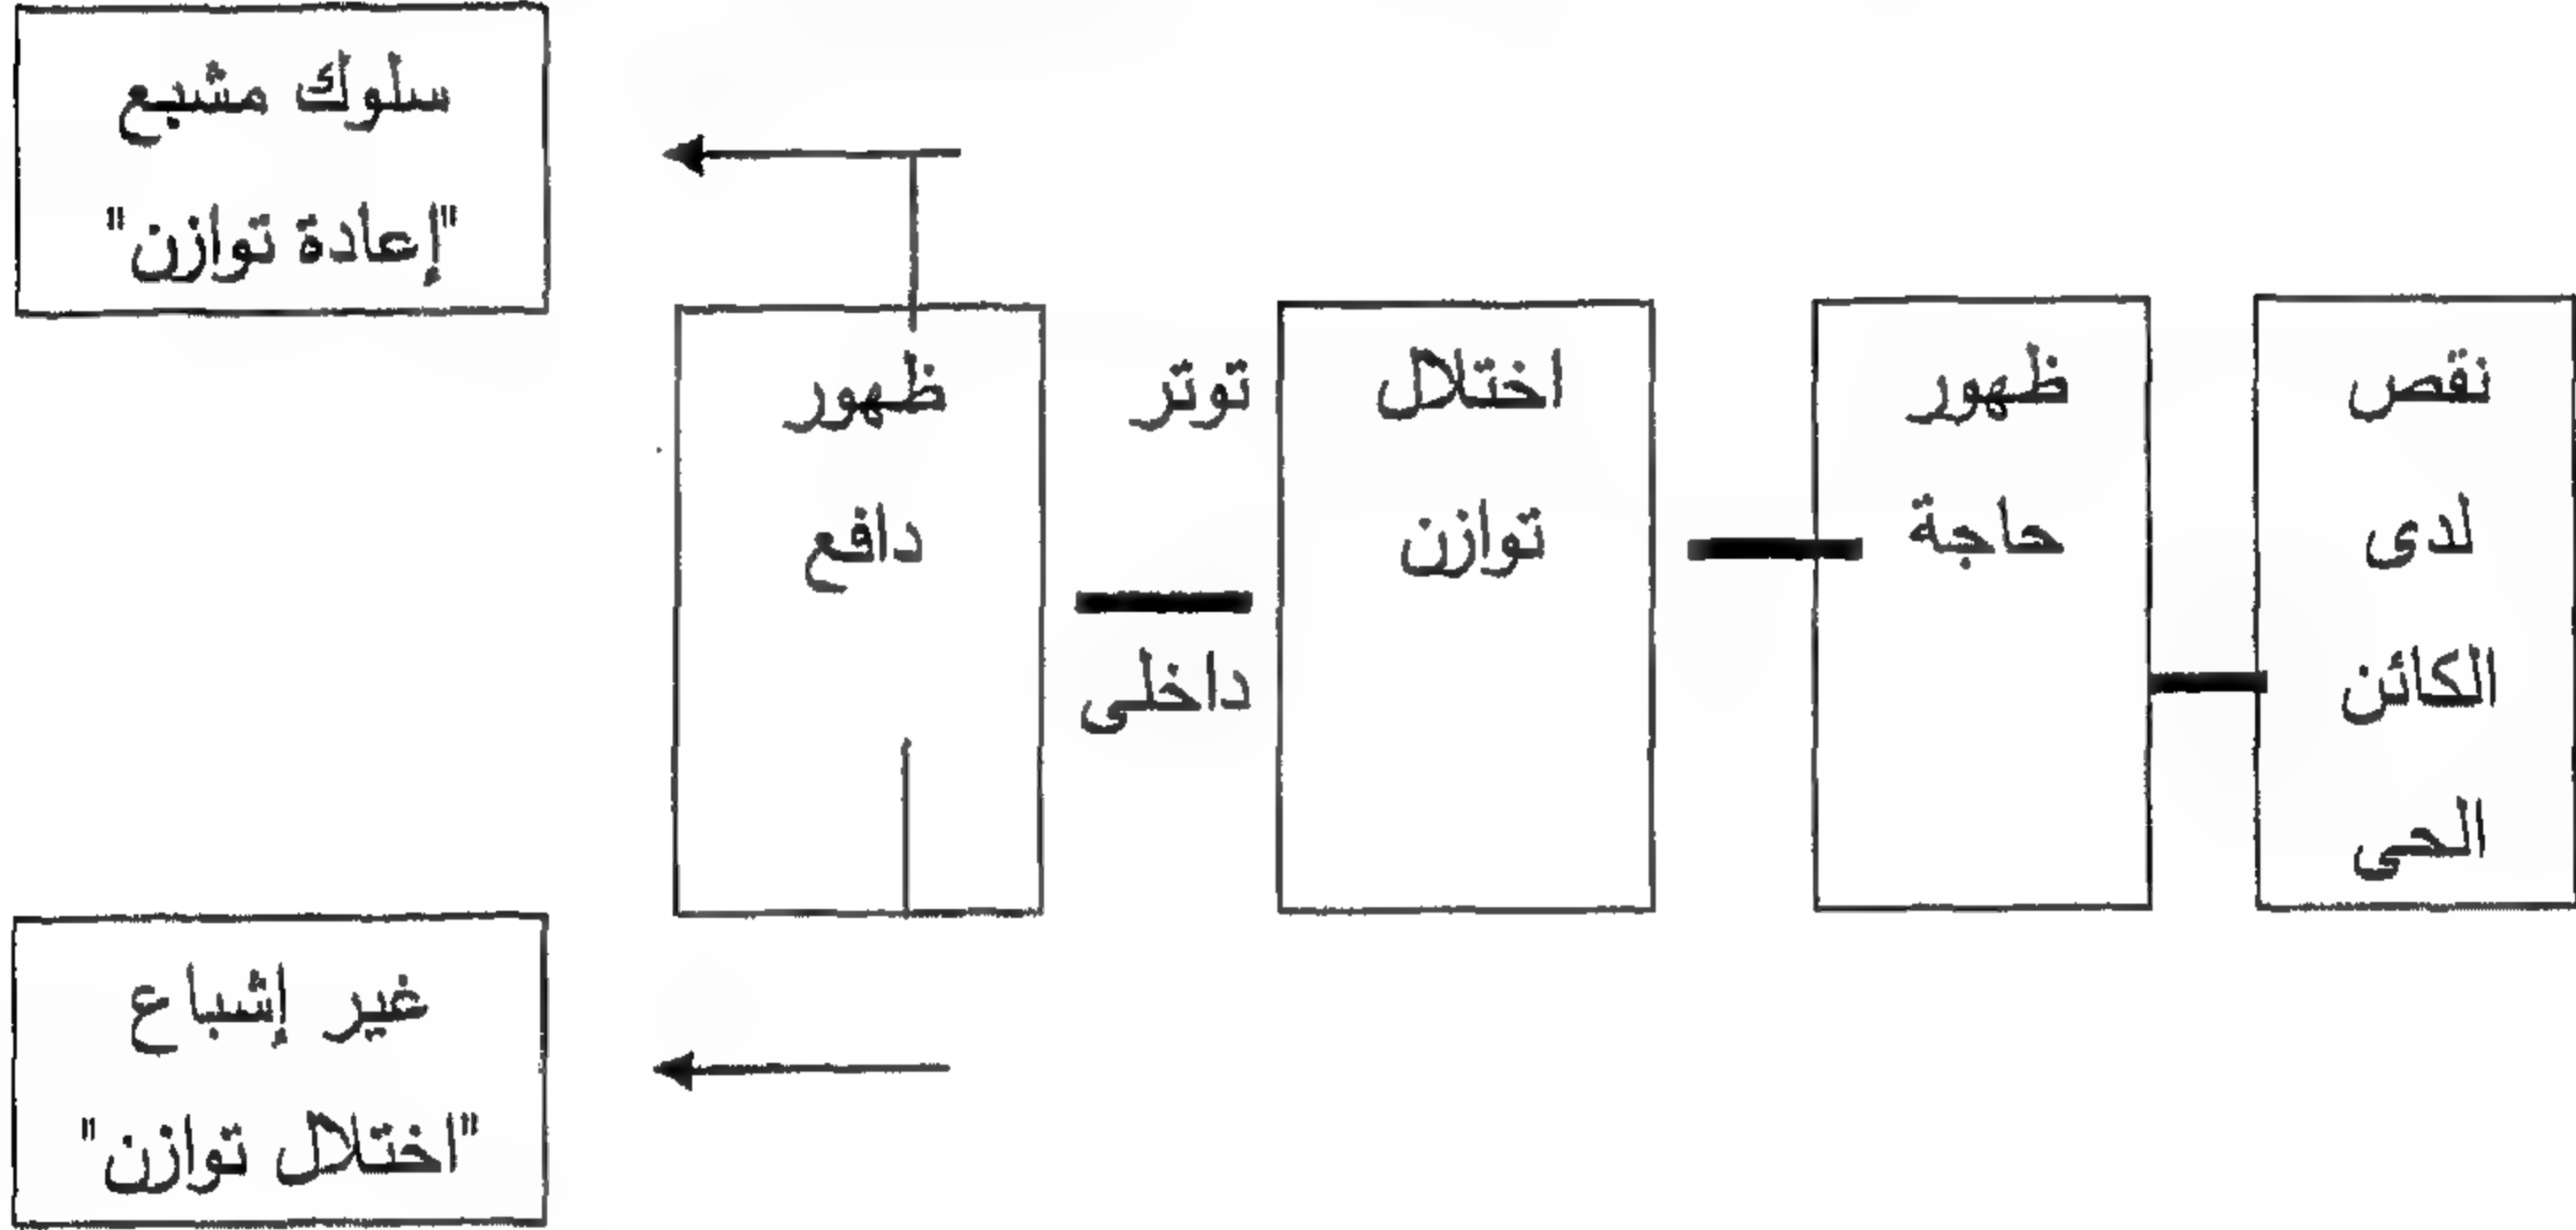 سلوك مشبع
"إعادة توازن"
نقص
لدى
الكائن
الحى
ظهور
حاجة
اختلال
توازن
توتر
داخلى
ظهور
دافع
غير إشباع
"اختلال توازن"